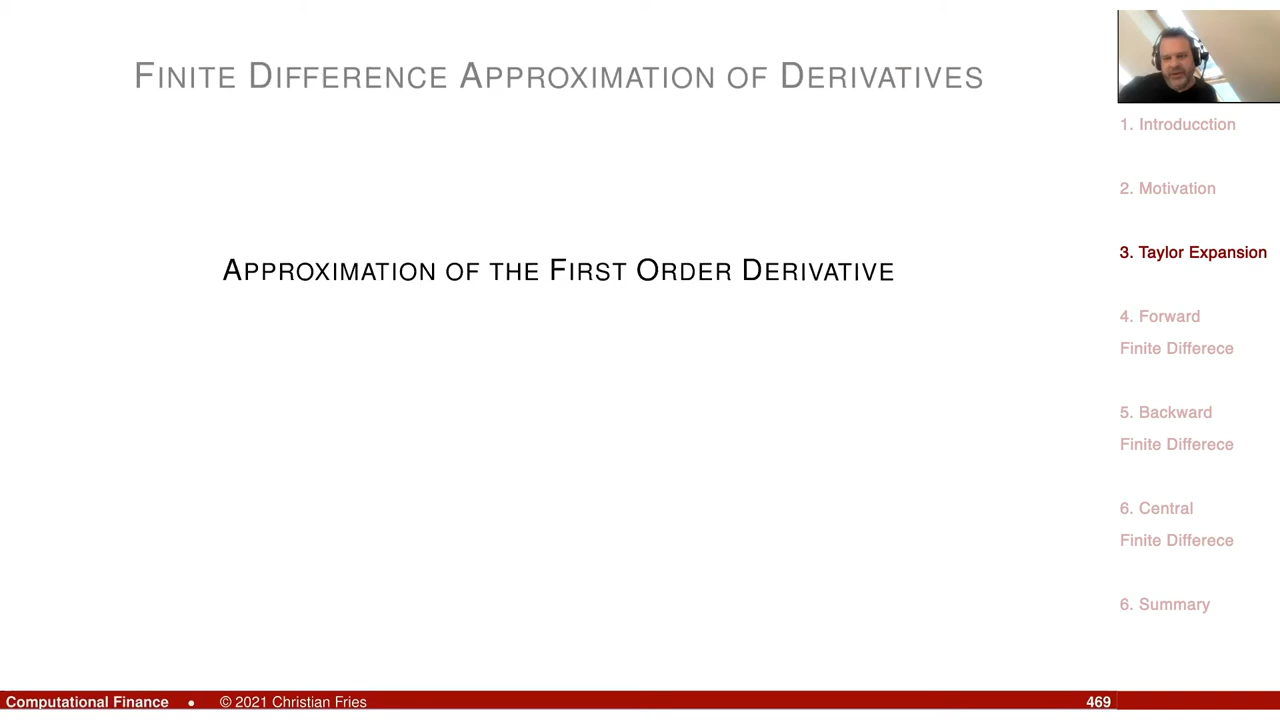 FINITE DIFFERENCE APPROXIMATION OF DERIVATIVES
APPROXIMATION OF THE FIRST ORDER DERIVATIVE
1. Introducction
2. Motivation
3. Taylor Expansion
4. Forward
Finite Differece
5. Backward
Finite Differece
6. Central
Finite Differece
6. Summary
Computational Finance • © 2021 Christian Fries 469